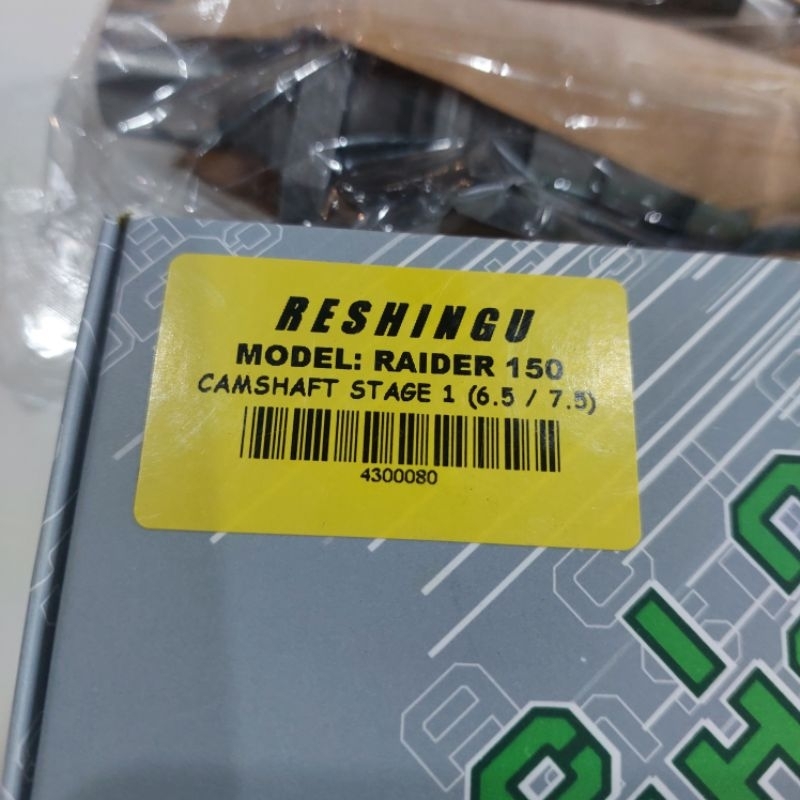 RESHINGU
MODEL: RAIDER 150
CAMSHAFT STAGE 1 (6.5 / 7.5)
4300080